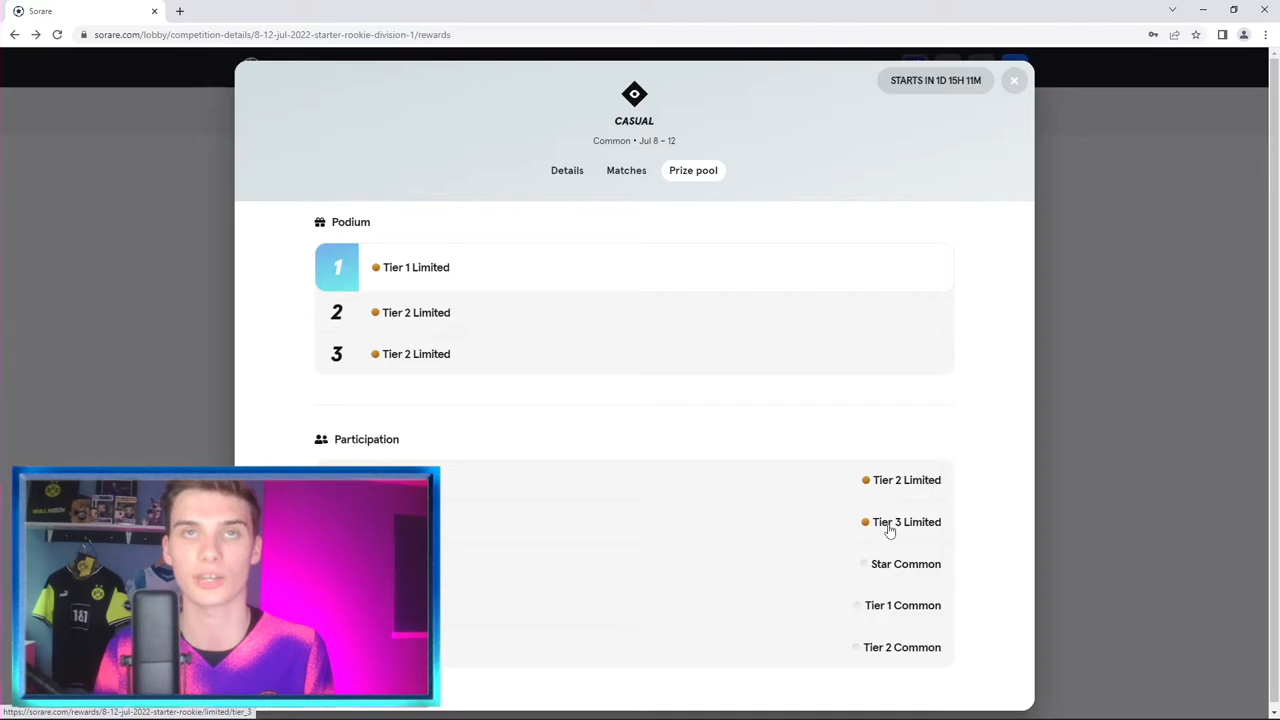 Sorare
sorare.com/lobby/competition-details/8-12-jul-2022-starter-rookie-division-1/rewards
STARTS IN 1D 15H 11M
CASUAL
Common • Jul 8 – 12
Details
Matches
Prize pool
Podium
1
Tier 1 Limited
2
Tier 2 Limited
3
Tier 2 Limited
Participation
Tier 2 Limited
Tier 3 Limited
Star Common
Tier 1 Common
Tier 2 Common
https://sorare.com/rewards/8-12-jul-2022-starter-rookie/limited/tier_3